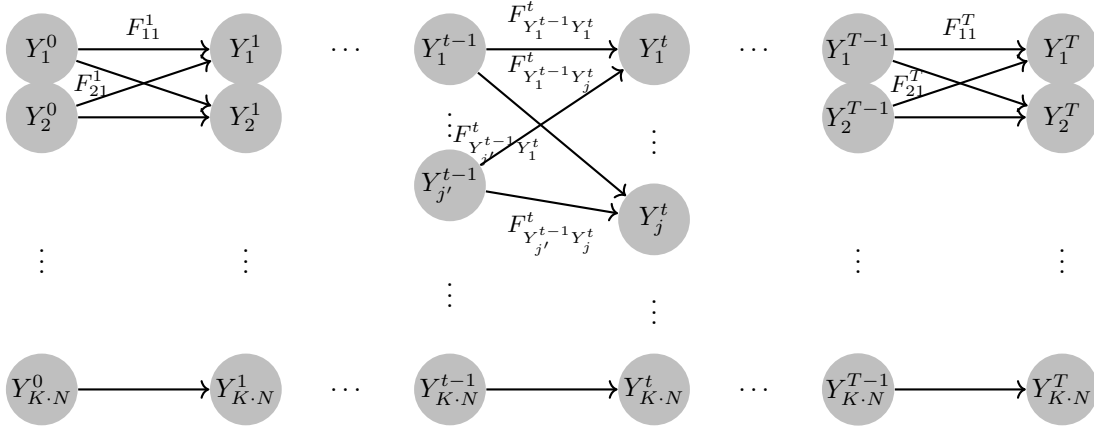 Y_1^0 F_{11}^1 Y_1^1 ⋯ Y_1^{t-1} F^t_{Y_1^{t-1}Y_1^t} Y_1^t ⋯ Y_1^{T-1} F_{11}^T Y_1^T
F_{21}^1 F^t_{Y_1^{t-1}Y_j^t} F_{21}^T
Y_2^0 Y_2^1 ⋮ Y_2^{T-1} Y_2^T
F^t_{Y_{j'}^{t-1}Y_1^t} ⋮
Y_{j'}^{t-1} Y_j^t
F^t_{Y_{j'}^{t-1}Y_j^t}
⋮ ⋮ ⋮ ⋮
⋮ ⋮
Y_{K·N}^0 Y_{K·N}^1 ⋯ Y_{K·N}^{t-1} Y_{K·N}^t ⋯ Y_{K·N}^{T-1} Y_{K·N}^T